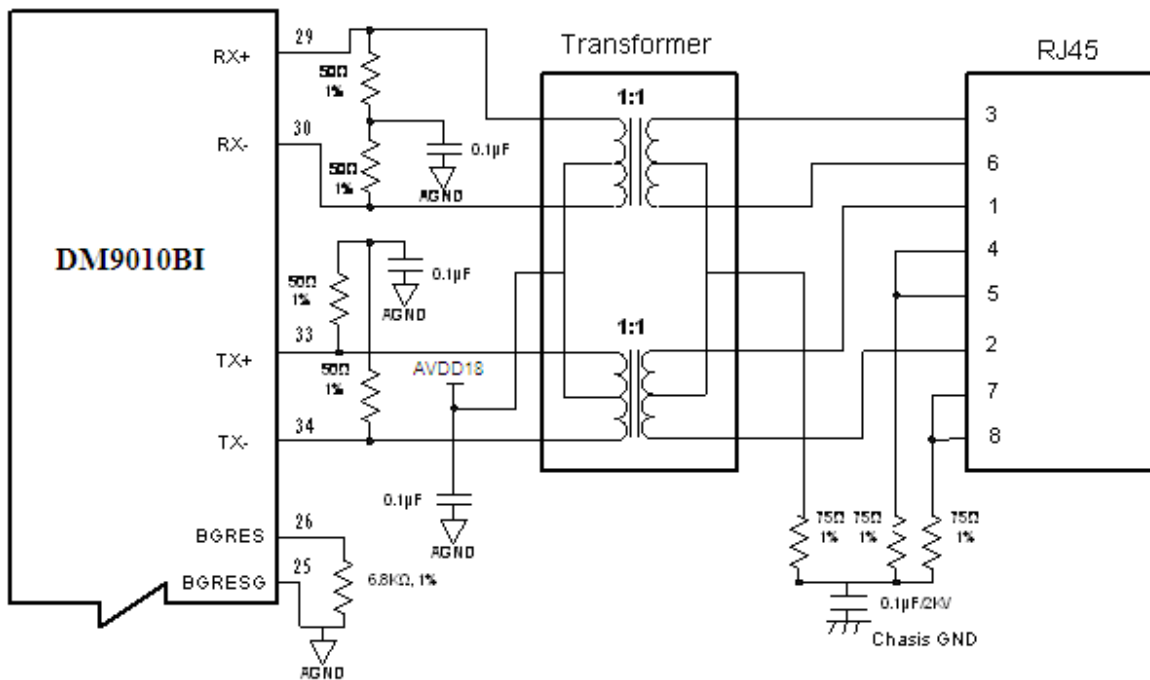 Transformer
RJ45
DM9010BI
RX+
29
50Ω
1%
RX-
30
50Ω
1%
0.1µF
AGND
50Ω
1%
0.1µF
AGND
TX+
33
50Ω
1%
TX-
34
AVDD18
0.1µF
AGND
BGRES
26
BGRESG
25
6.8KΩ, 1%
AGND
1:1
1:1
3
6
1
4
5
2
7
8
75Ω
1%
75Ω
1%
75Ω
1%
0.1µF/2KV
Chasis GND